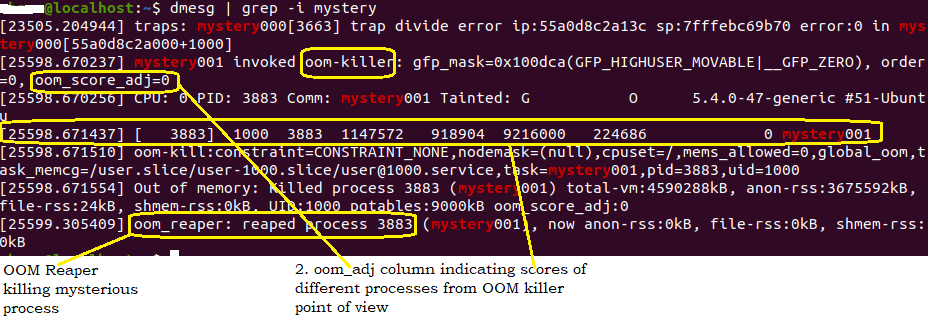 @localhost:~$ dmesg | grep -i mystery
[23505.204944] traps: mystery000[3663] trap divide error ip:55a0d8c2a13c sp:7fffebc69b70 error:0 in mys
tery000[55a0d8c2a000+1000]
[25598.670237] mystery001 invoked oom-killer: gfp_mask=0x100dca(GFP_HIGHUSER_MOVABLE|__GFP_ZERO), order
=0, oom_score_adj=0
[25598.670256] CPU: 0 PID: 3883 Comm: mystery001 Tainted: G           O      5.4.0-47-generic #51-Ubunt
u
[25598.671437] [   3883]  1000  3883  1147572   918904  9216000   224686             0 mystery001
[25598.671510] oom-kill:constraint=CONSTRAINT_NONE,nodemask=(null),cpuset=/,mems_allowed=0,global_oom,t
ask_memcg=/user.slice/user-1000.slice/user@1000.service,task=mystery001,pid=3883,uid=1000
[25598.671554] Out of memory: Killed process 3883 (mystery001) total-vm:4590288kB, anon-rss:3675592kB,
file-rss:24kB, shmem-rss:0kB, UID:1000 pgtables:9000kB oom_score_adj:0
[25599.305409] oom_reaper: reaped process 3883 (mystery001), now anon-rss:0kB, file-rss:0kB, shmem-rss:
0kB
OOM Reaper
killing mysterious
process
2. oom_adj column indicating scores of
different processes from OOM killer
point of view